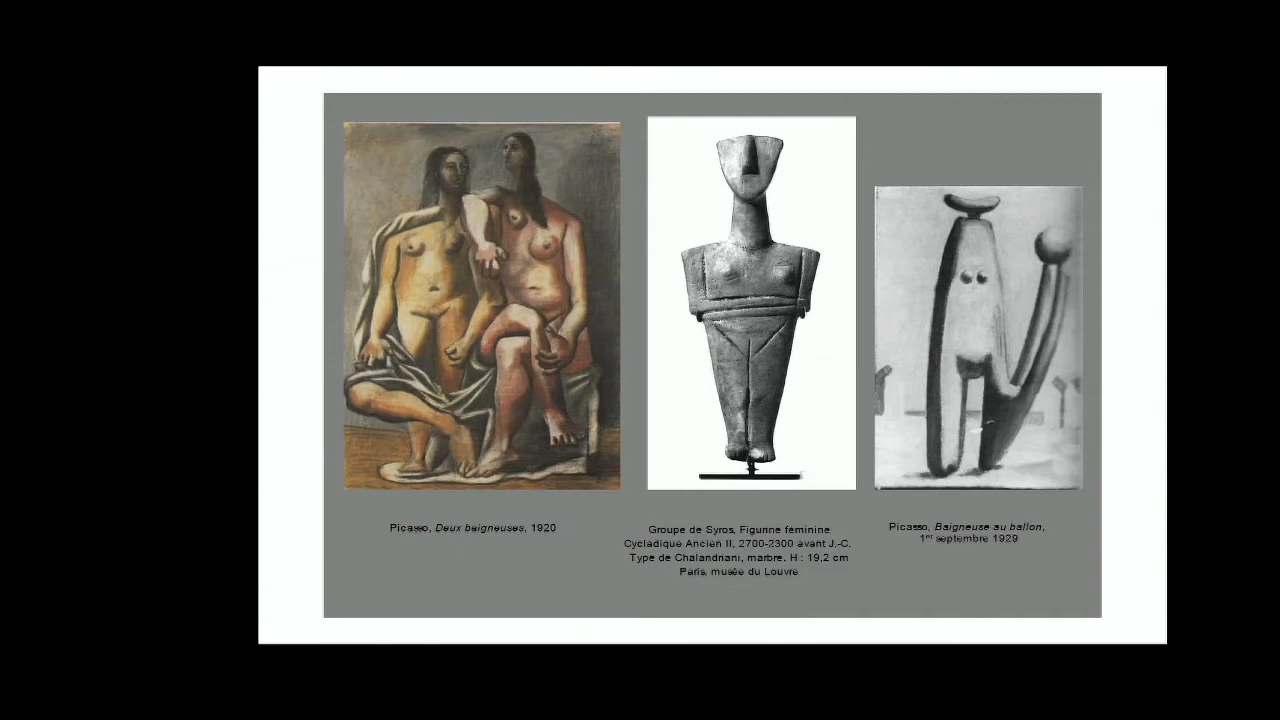 Picasso, Deux baigneuses, 1920
Groupe de Syros, Figurine féminine
Cycladique Ancien II, 2700-2300 avant J.-C.
Type de Chalandriani, marbre. H : 19,2 cm
Paris, musée du Louvre
Picasso, Baigneuse au ballon,
1er septembre 1929